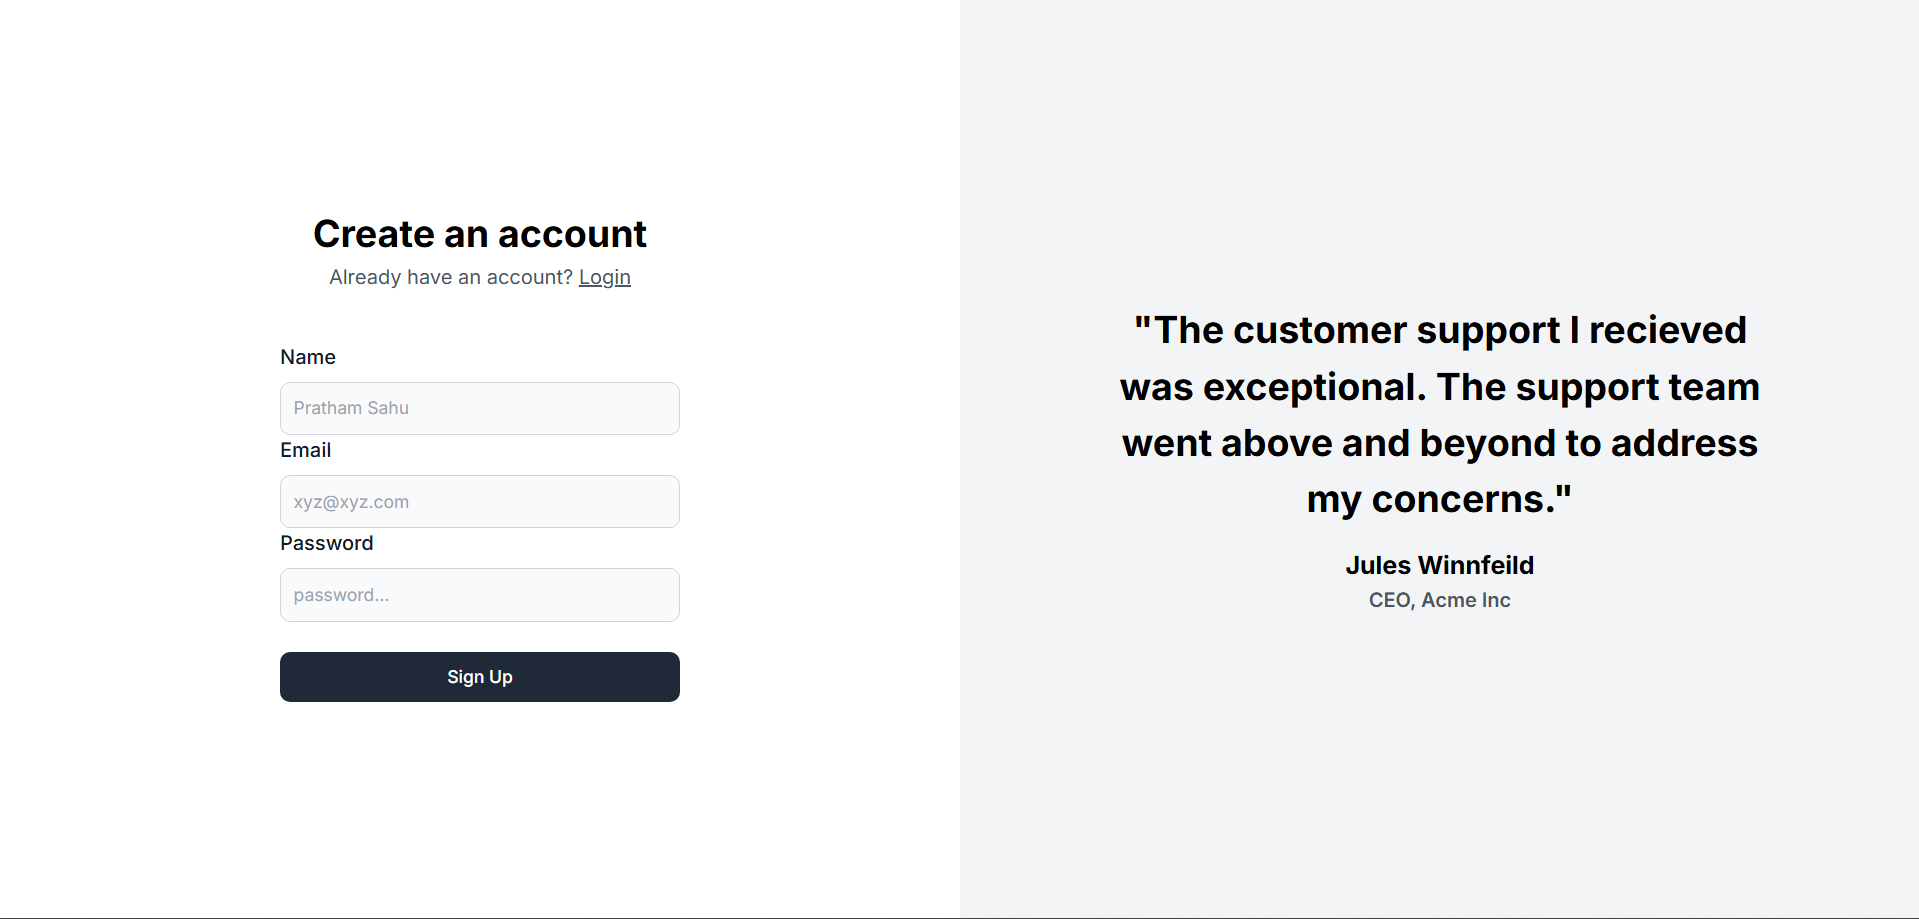 Create an account
Already have an account? Login
Name
Pratham Sahu
Email
xyz@xyz.com
Password
password...
Sign Up
"The customer support I recieved
was exceptional. The support team
went above and beyond to address
my concerns."
Jules Winnfeild
CEO, Acme Inc